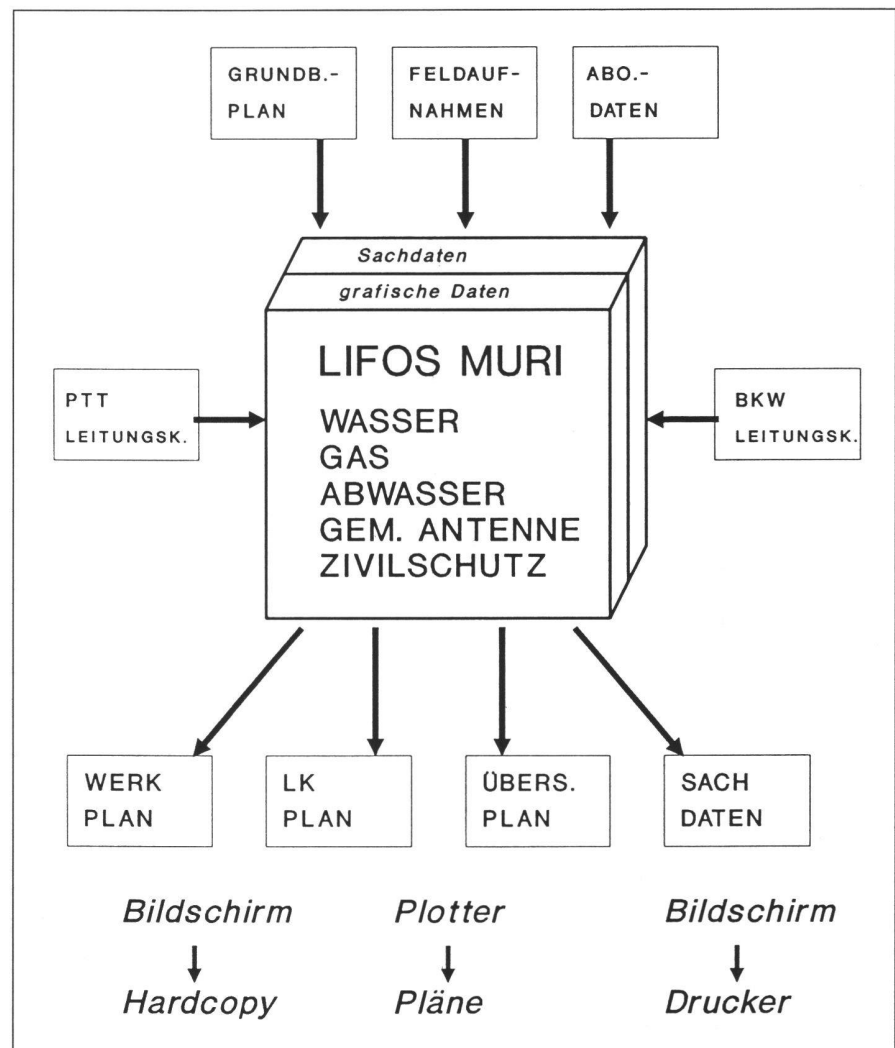 GRUNDB.-
PLAN
FELDAUF-
NAHMEN
ABO.-
DATEN
Sachdaten
grafische Daten
LIFOS MURI
WASSER
GAS
ABWASSER
GEM. ANTENNE
ZIVILSCHUTZ
PTT
LEITUNGSK.
BKW
LEITUNGSK.
WERK
PLAN
LK
PLAN
ÜBERS.
PLAN
SACH
DATEN
Bildschirm
Hardcopy
Plotter
Pläne
Bildschirm
Drucker